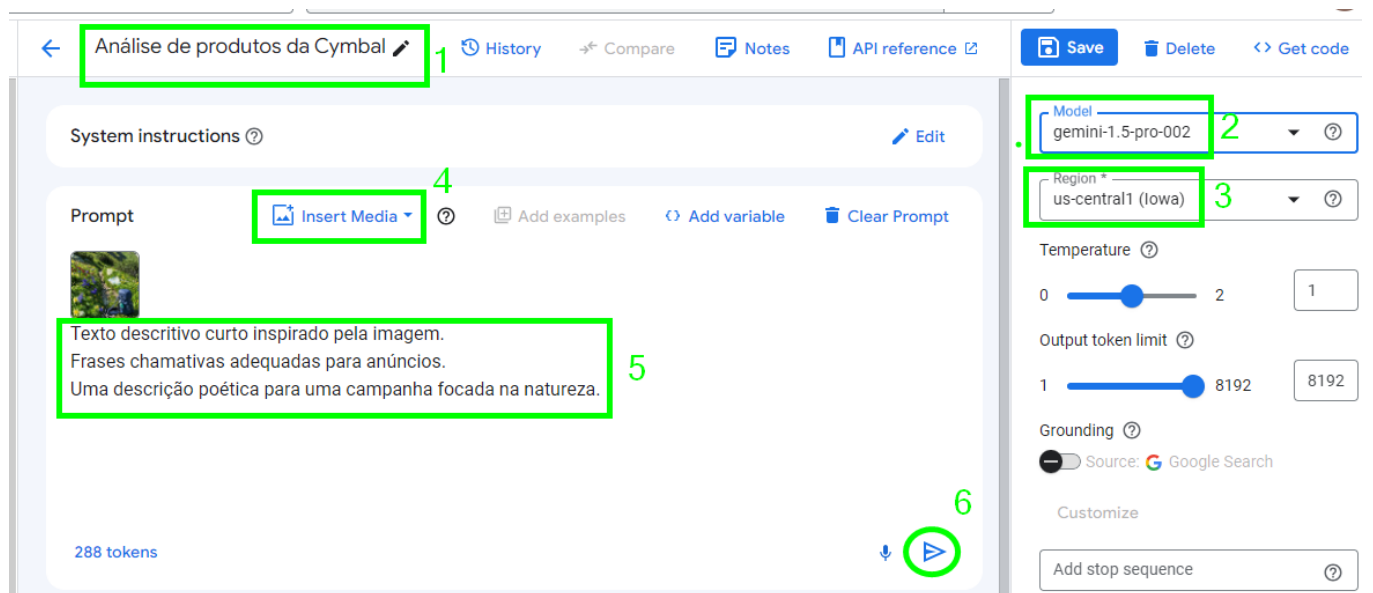 Análise de produtos da Cymbal
1
History
Compare
Notes
API reference
Save
Delete
Get code
System instructions
Edit
Prompt
4
Insert Media
Add examples
Add variable
Clear Prompt
Texto descritivo curto inspirado pela imagem.
Frases chamativas adequadas para anúncios.
Uma descrição poética para uma campanha focada na natureza.
5
288 tokens
6
Model
gemini-1.5-pro-002
2
Region *
us-central1 (Iowa)
3
Temperature
0
2
1
Output token limit
1
8192
8192
Grounding
Source: Google Search
Customize
Add stop sequence